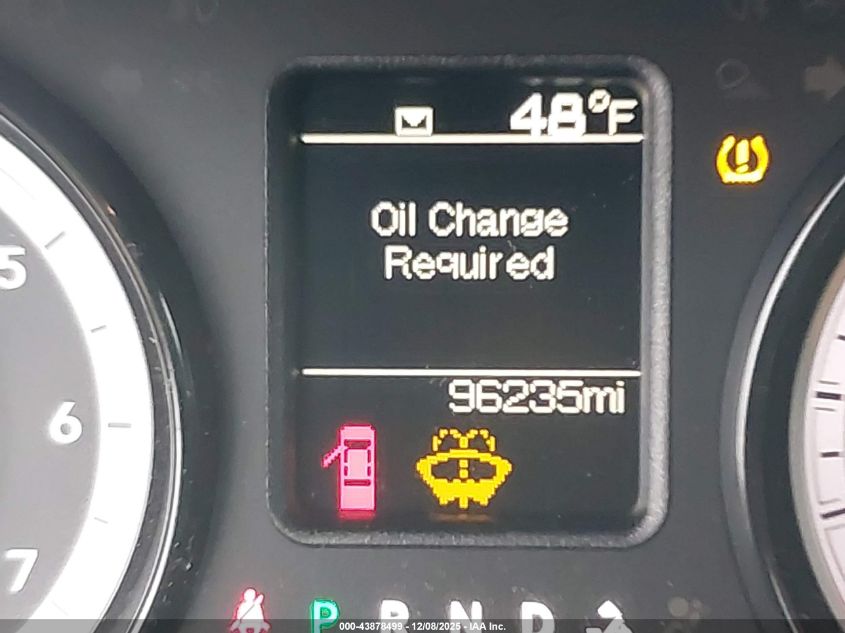 48°F
Oil Change
Required
96235mi
5
6
7
P R N D
000-43878499 - 12/08/2025 - IAA Inc.